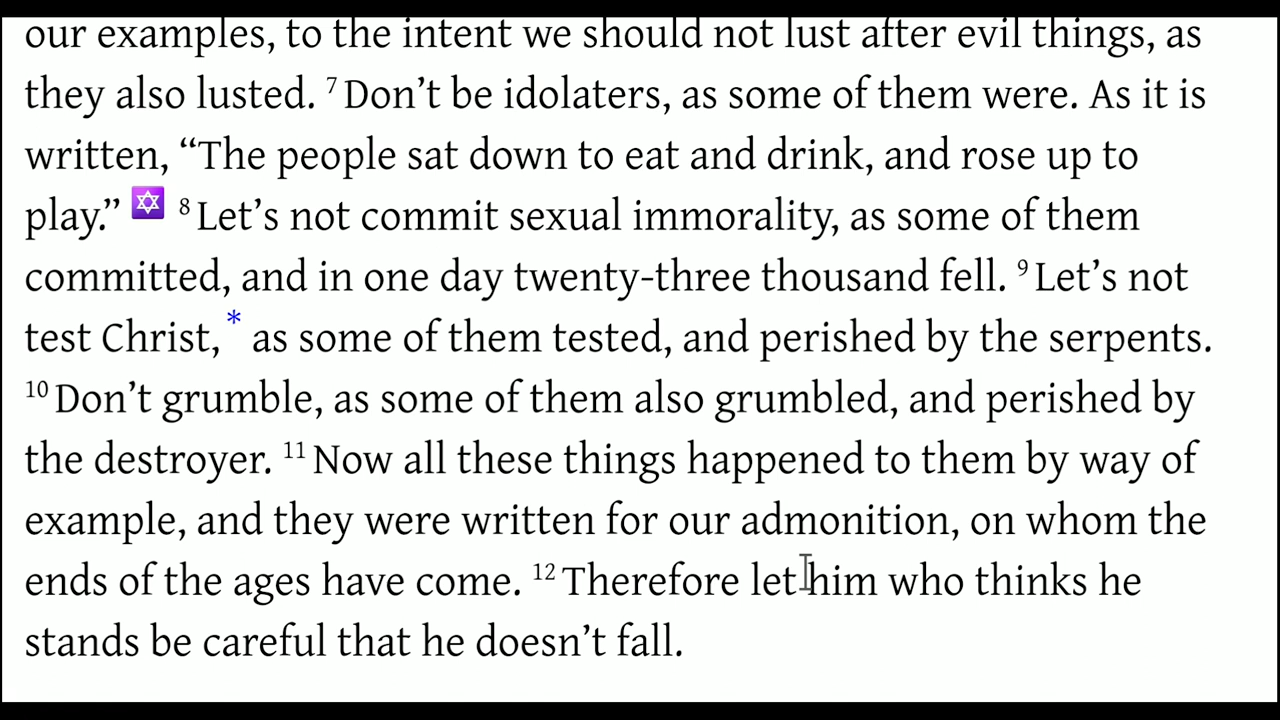 our examples, to the intent we should not lust after evil things, as
they also lusted. 7 Don’t be idolaters, as some of them were. As it is
written, “The people sat down to eat and drink, and rose up to
play.” ✡ 8 Let’s not commit sexual immorality, as some of them
committed, and in one day twenty-three thousand fell. 9 Let’s not
test Christ,* as some of them tested, and perished by the serpents.
10 Don’t grumble, as some of them also grumbled, and perished by
the destroyer. 11 Now all these things happened to them by way of
example, and they were written for our admonition, on whom the
ends of the ages have come. 12 Therefore let him who thinks he
stands be careful that he doesn’t fall.